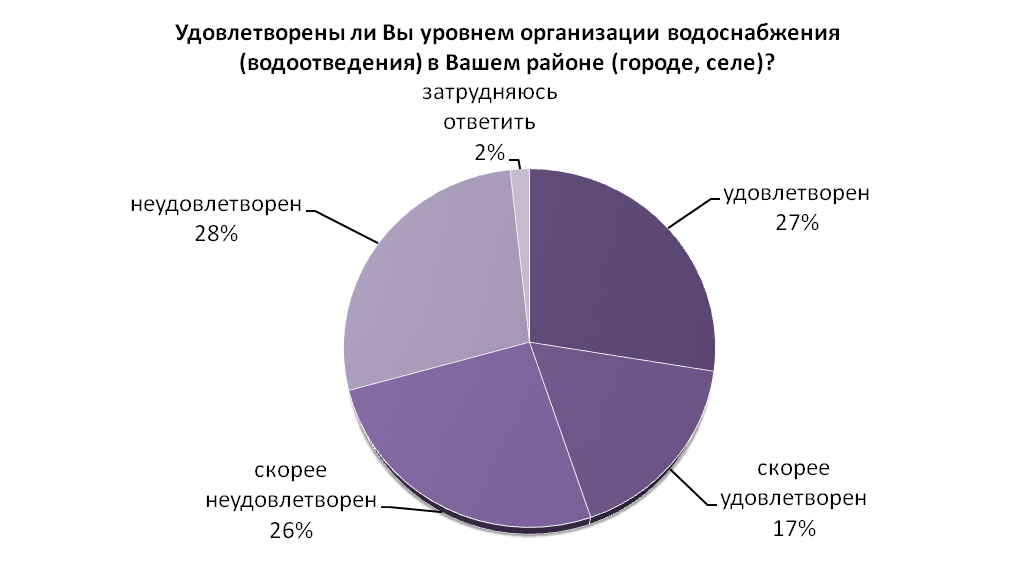 Удовлетворены ли Вы уровнем организации водоснабжения
(водоотведения) в Вашем районе (городе, селе)?
затрудняюсь
ответить
2%
неудовлетворен
28%
удовлетворен
27%
скорее
неудовлетворен
26%
скорее
удовлетворен
17%